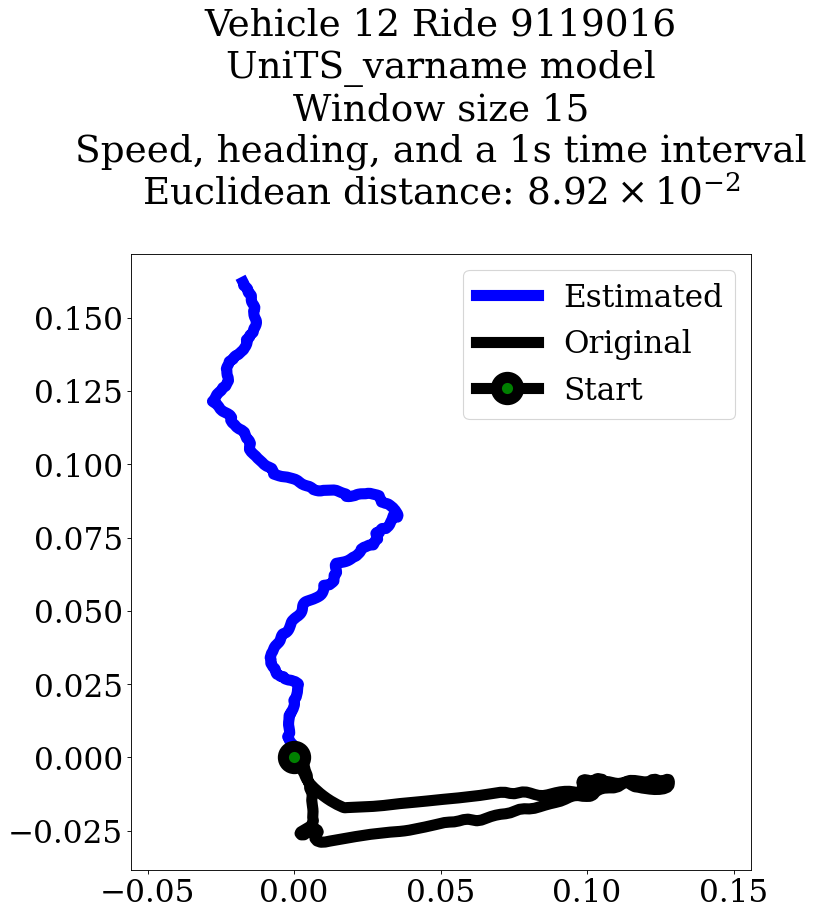 Vehicle 12 Ride 9119016
UniTS_varname model
Window size 15
Speed, heading, and a 1s time interval
Euclidean distance: 8.92 × 10⁻²
Estimated
Original
Start
0.150
0.125
0.100
0.075
0.050
0.025
0.000
−0.025
−0.05 0.00 0.05 0.10 0.15